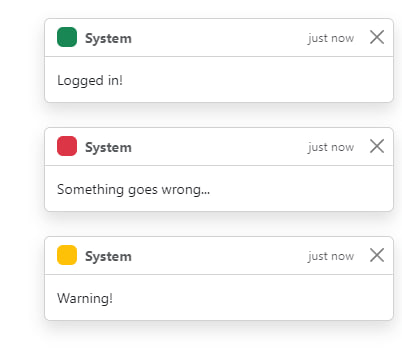 System just now
Logged in!
System just now
Something goes wrong...
System just now
Warning!